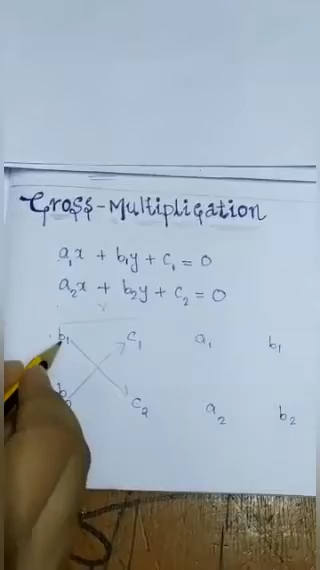 Cross-Multiplication
a₁x + b₁y + c₁ = 0
a₂x + b₂y + c₂ = 0
b₁ c₁ a₁ b₁
b₂ c₂ a₂ b₂